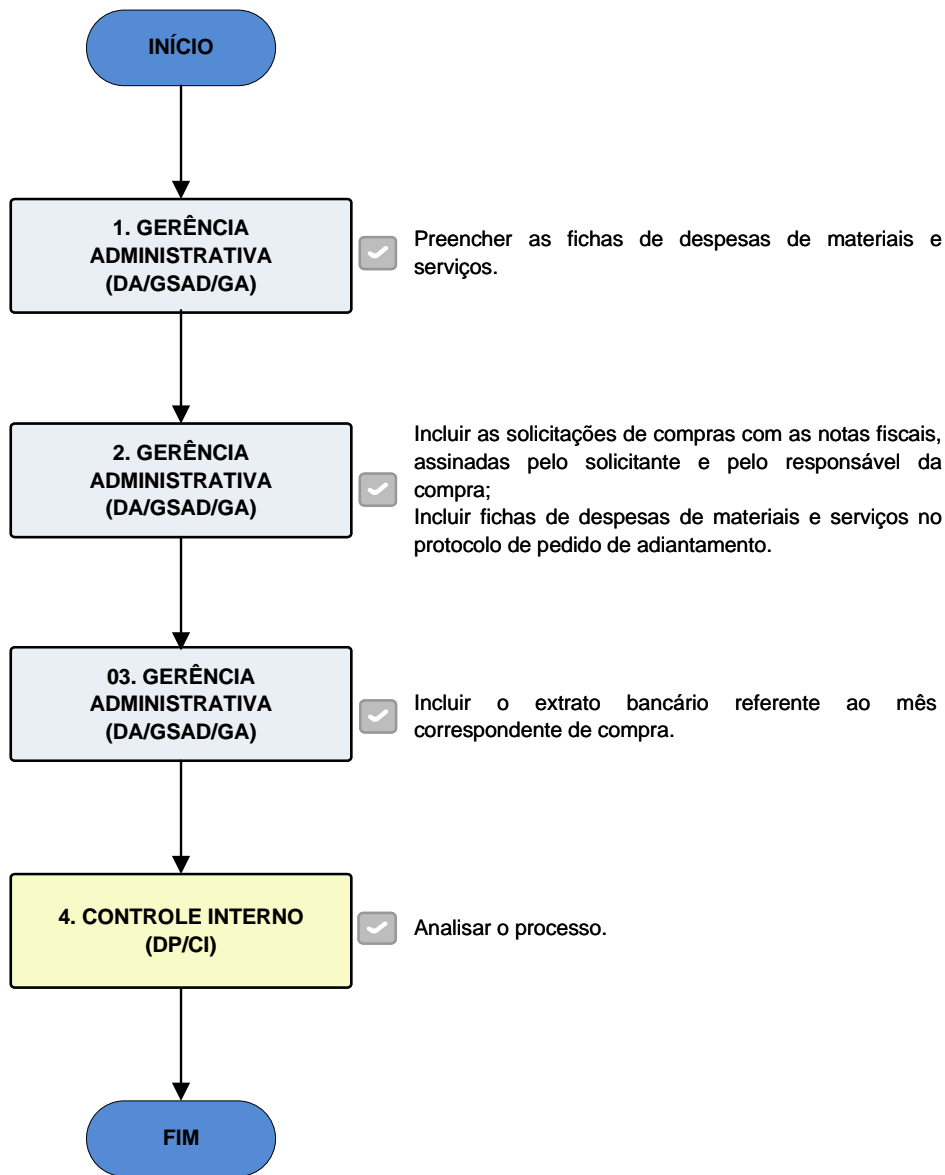 INÍCIO
1. GERÊNCIA
ADMINISTRATIVA
(DA/GSAD/GA)
Preencher as fichas de despesas de materiais e
serviços.
2. GERÊNCIA
ADMINISTRATIVA
(DA/GSAD/GA)
Incluir as solicitações de compras com as notas fiscais,
assinadas pelo solicitante e pelo responsável da
compra;
Incluir fichas de despesas de materiais e serviços no
protocolo de pedido de adiantamento.
03. GERÊNCIA
ADMINISTRATIVA
(DA/GSAD/GA)
Incluir o extrato bancário referente ao mês
correspondente de compra.
4. CONTROLE INTERNO
(DP/CI)
Analisar o processo.
FIM